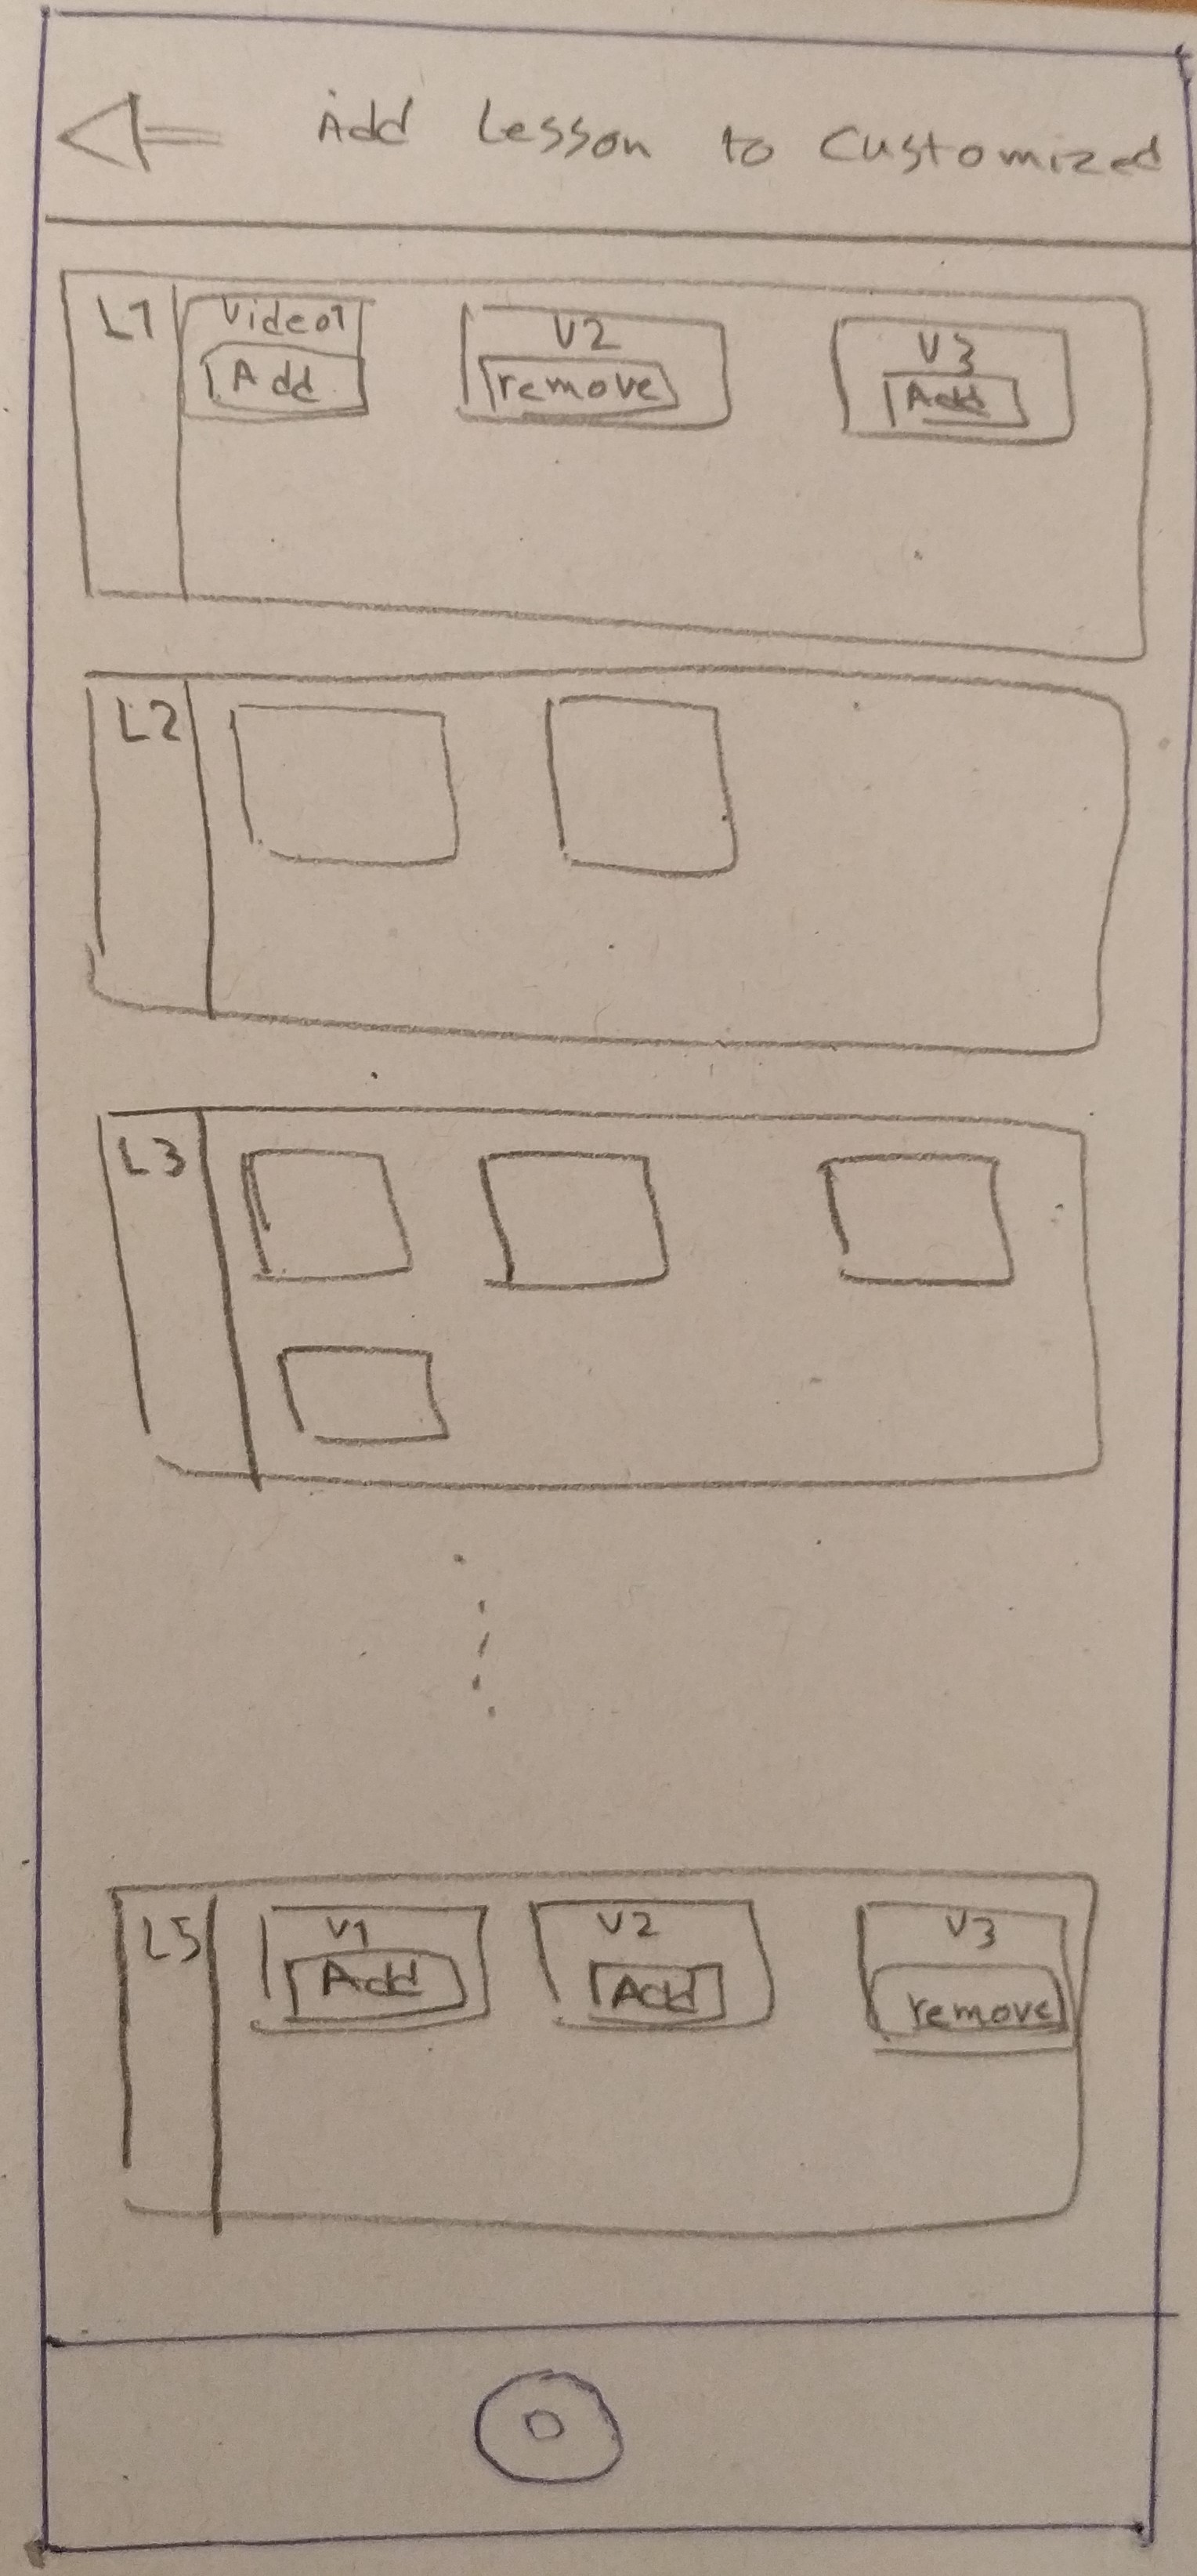 Add Lesson to Customized
L1 Video1 V2 V3
Add remove Add
L2
L3
L5 V1 V2 V3
Add Add remove